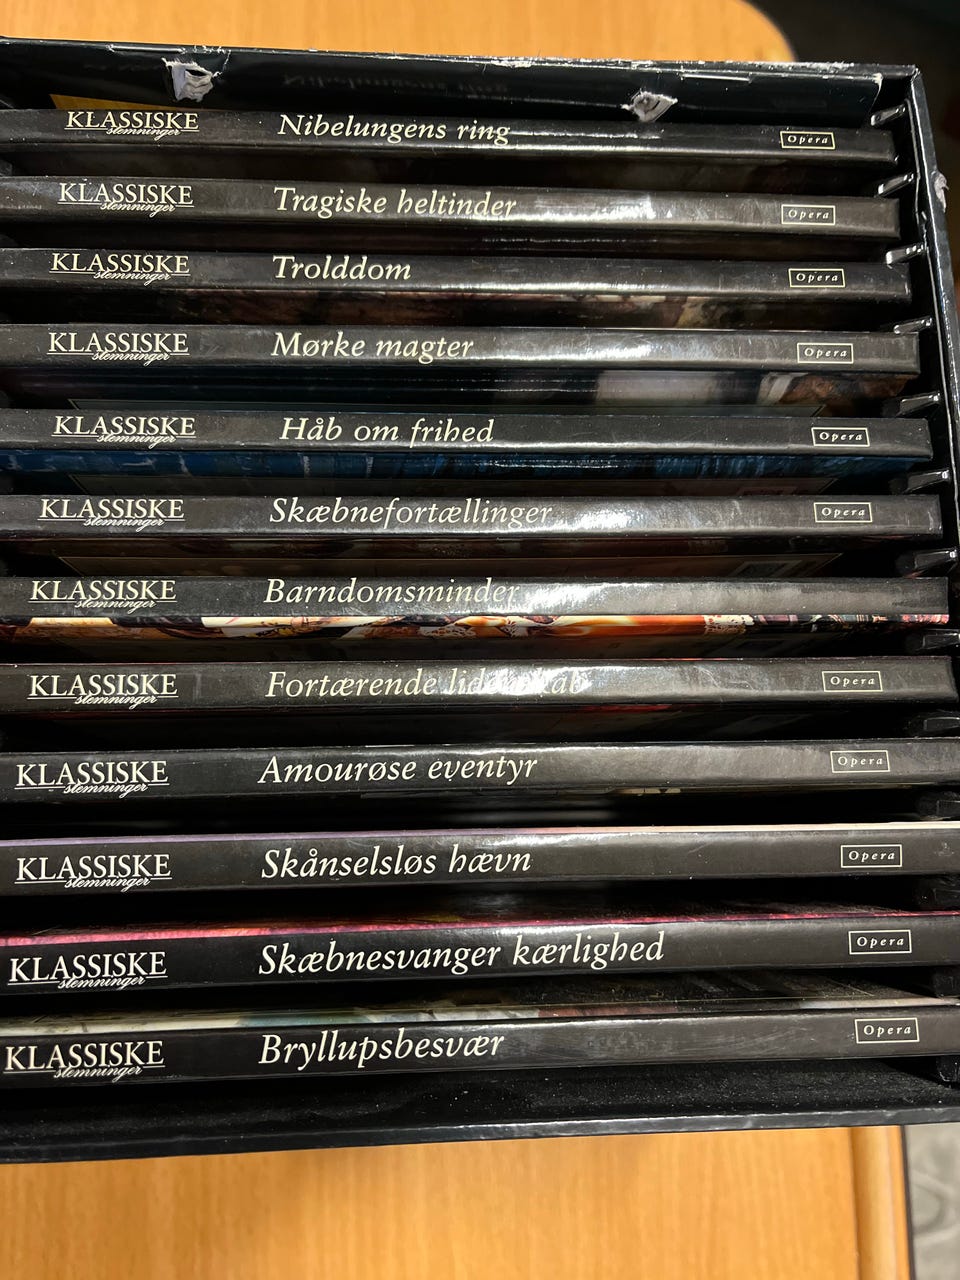 KLASSISKE
stemninger
Nibelungens ring
Opera
KLASSISKE
stemninger
Tragiske heltinder
Opera
KLASSISKE
stemninger
Trolddom
Opera
KLASSISKE
stemninger
Mørke magter
Opera
KLASSISKE
stemninger
Håb om frihed
Opera
KLASSISKE
stemninger
Skæbnefortællinger
Opera
KLASSISKE
stemninger
Barndomsminder
KLASSISKE
stemninger
Fortærende lidenskab
Opera
KLASSISKE
stemninger
Amourøse eventyr
Opera
KLASSISKE
stemninger
Skånselsløs hævn
Opera
KLASSISKE
stemninger
Skæbnesvanger kærlighed
Opera
KLASSISKE
stemninger
Bryllupsbesvær
Opera